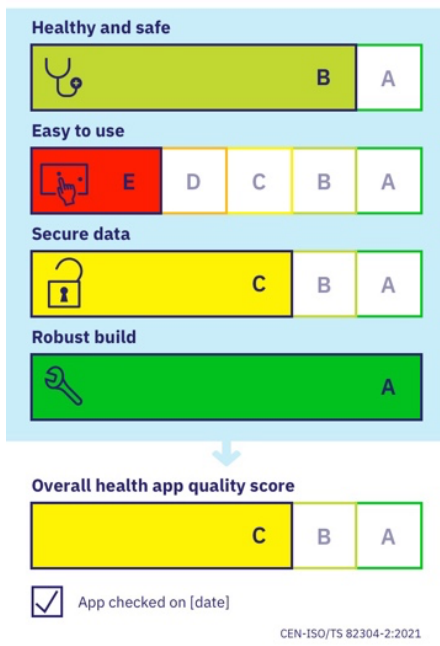 Healthy and safe
B A
Easy to use
E D C B A
Secure data
C B A
Robust build
A
Overall health app quality score
C B A
App checked on [date]
CEN-ISO/TS 82304-2:2021